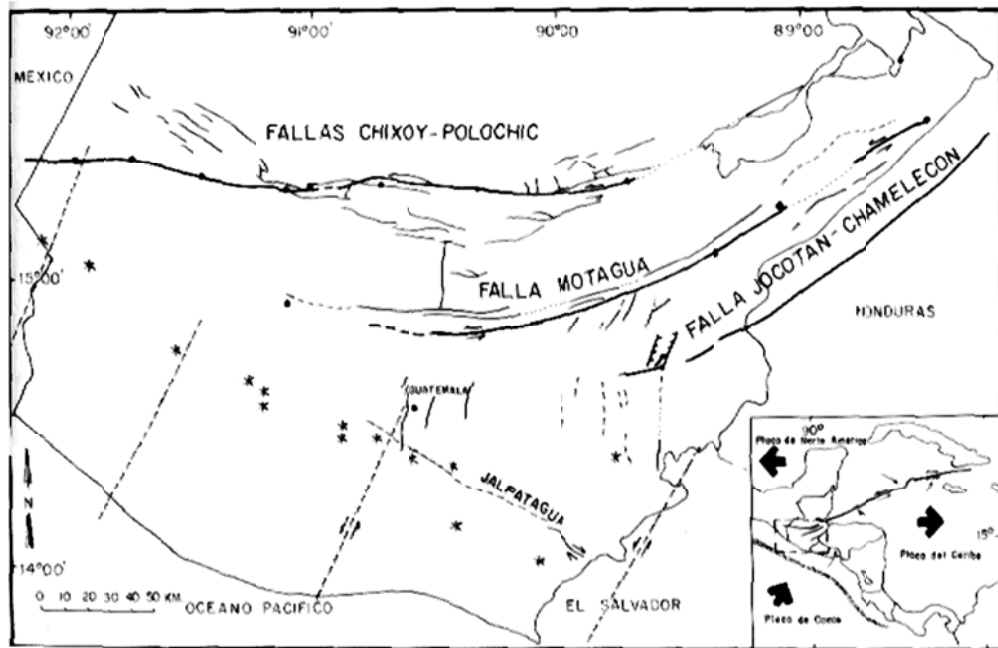 92°00'
91°00'
90°00'
89°00'
MEXICO
FALLAS CHIXOY-POLOCHIC
15°00'
FALLA MOTAGUA
FALLA JOCOTAN-CHAMELECON
HONDURAS
GUATEMALA
JALPATAGUA
N
14°00'
0 10 20 30 40 50 KM.
OCEANO PACIFICO
EL SALVADOR
90°
Placa de Norte America
15°
Placa del Caribe
Placa de Cocos